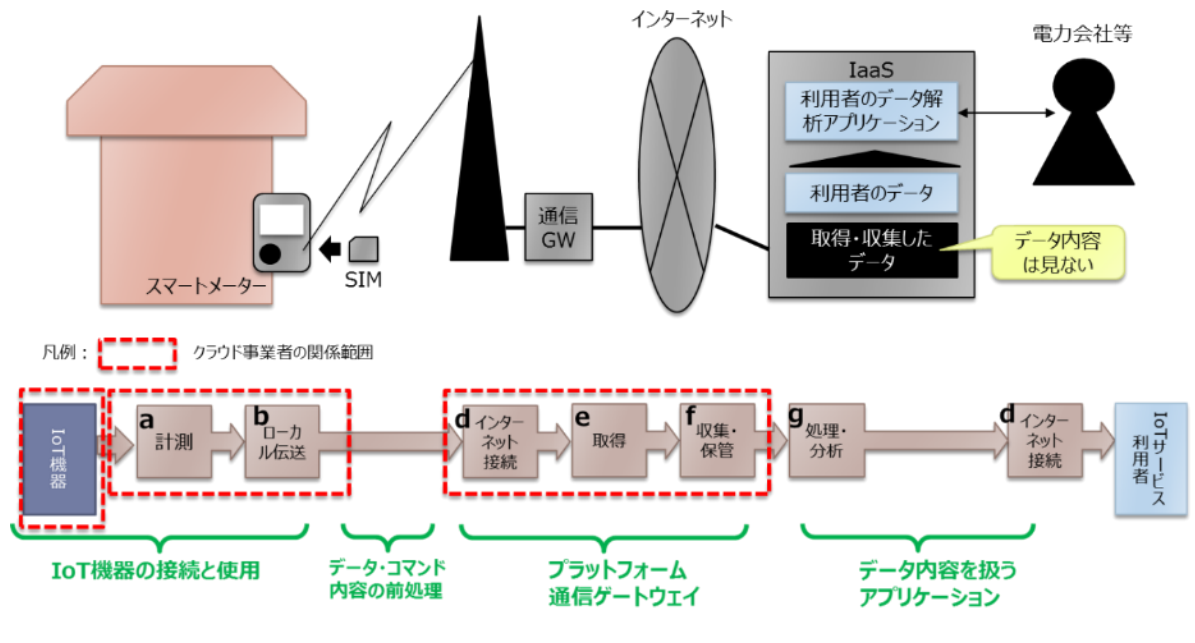 インターネット
電力会社等
IaaS
利用者のデータ解
析アプリケーション
利用者のデータ
取得・収集した
データ
データ内容
は見ない
通信
GW
スマートメーター
SIM
凡例：
クラウド事業者の関係範囲
IoT機器
a
計測
b
ローカ
ル伝送
d
インター
ネット
接続
e
取得
f
収集・
保管
g
処理・
分析
d
インター
ネット
接続
IoTサービス
利用者
IoT機器の接続と使用
データ・コマンド
内容の前処理
プラットフォーム
通信ゲートウェイ
データ内容を扱う
アプリケーション